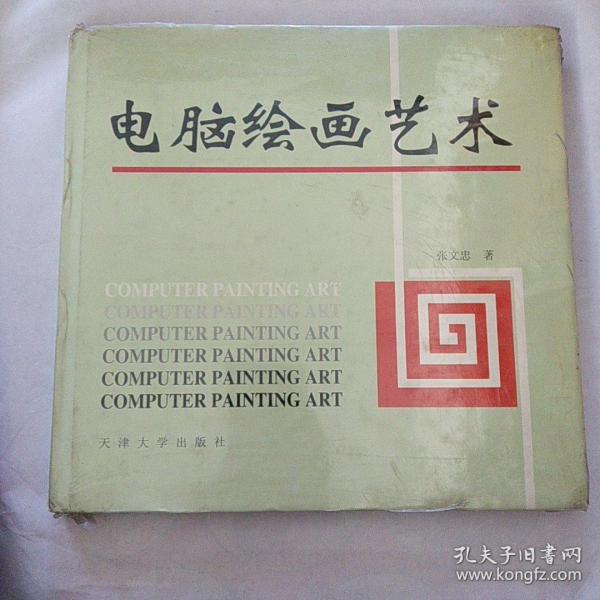 电脑绘画艺术
张文忠 著
COMPUTER PAINTING ART
COMPUTER PAINTING ART
COMPUTER PAINTING ART
COMPUTER PAINTING ART
COMPUTER PAINTING ART
COMPUTER PAINTING ART
天津大学出版社
孔夫子旧书网
www.kongfz.com